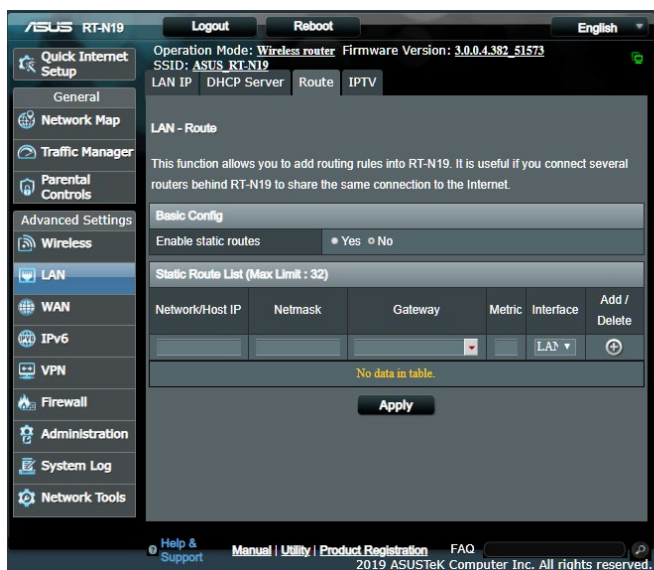 ASUS RT-N19 Logout Reboot English
Quick Internet Setup
Operation Mode: Wireless router Firmware Version: 3.0.0.4.382_51573
SSID: ASUS_RT-N19
LAN IP DHCP Server Route IPTV
General
Network Map
Traffic Manager
Parental Controls
Advanced Settings
Wireless
LAN
WAN
IPv6
VPN
Firewall
Administration
System Log
Network Tools
LAN - Route
This function allows you to add routing rules into RT-N19. It is useful if you connect several
routers behind RT-N19 to share the same connection to the Internet.
Basic Config
Enable static routes Yes No
Static Route List (Max Limit : 32)
Network/Host IP Netmask Gateway Metric Interface Add / Delete
LAN
No data in table.
Apply
Help & Support Manual | Utility | Product Registration FAQ
2019 ASUSTeK Computer Inc. All rights reserved.